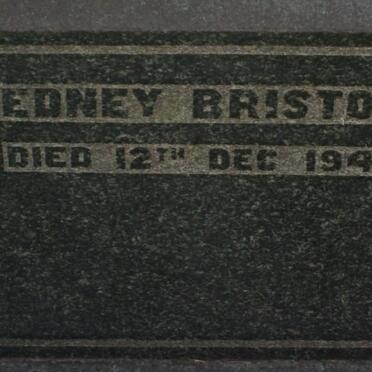 EDNEY BRISTO
DIED 12TH DEC 194